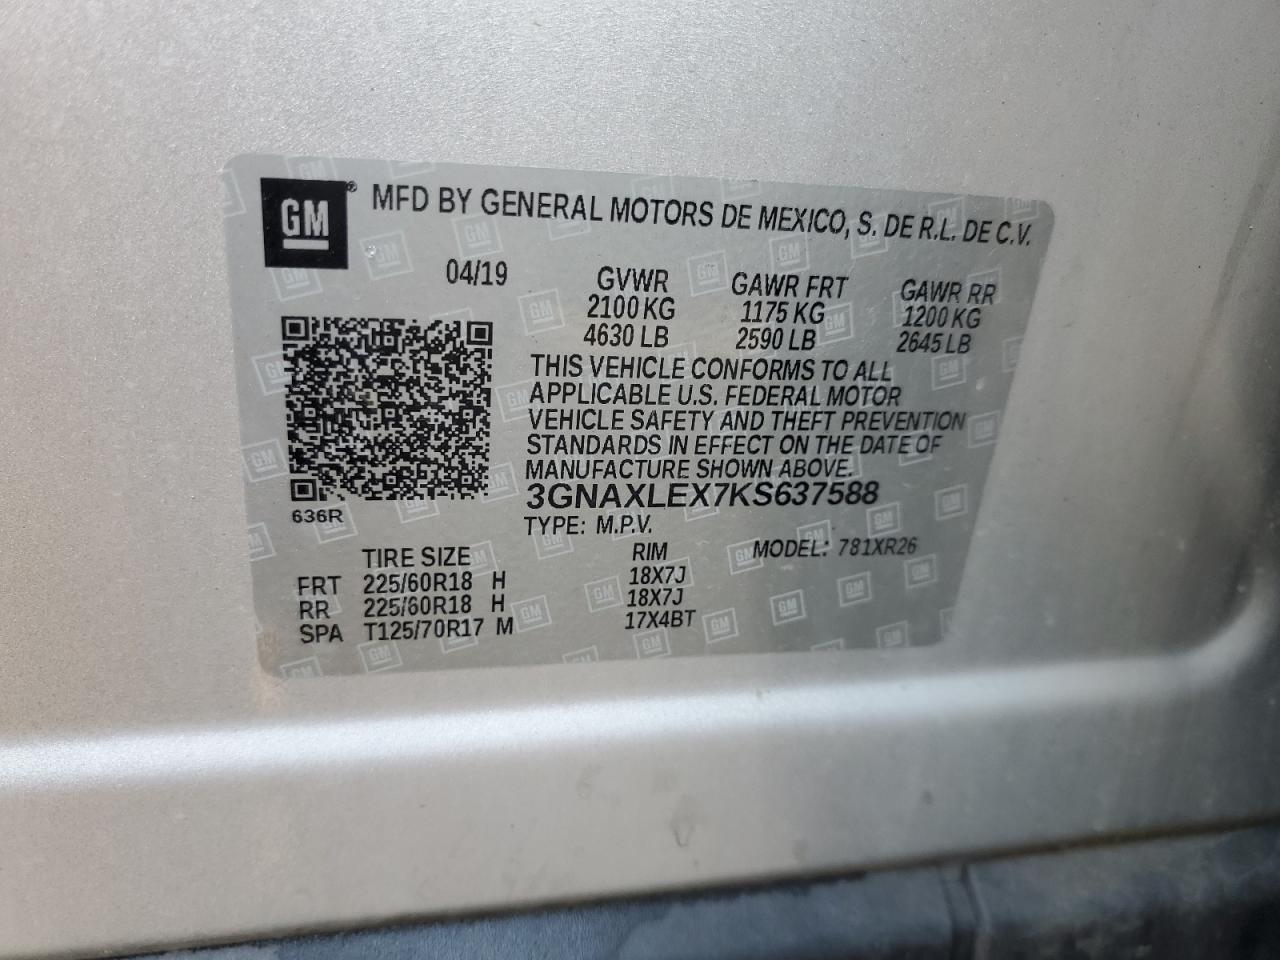 GM® MFD BY GENERAL MOTORS DE MEXICO, S. DE R.L. DE C.V.
04/19 GVWR GAWR FRT GAWR RR
2100 KG 1175 KG 1200 KG
4630 LB 2590 LB 2645 LB
THIS VEHICLE CONFORMS TO ALL
APPLICABLE U.S. FEDERAL MOTOR
VEHICLE SAFETY AND THEFT PREVENTION
STANDARDS IN EFFECT ON THE DATE OF
MANUFACTURE SHOWN ABOVE.
3GNAXLEX7KS637588
636R
TYPE: M.P.V.
TIRE SIZE RIM MODEL: 781XR26
FRT 225/60R18 H 18X7J
RR 225/60R18 H 18X7J
SPA T125/70R17 M 17X4BT